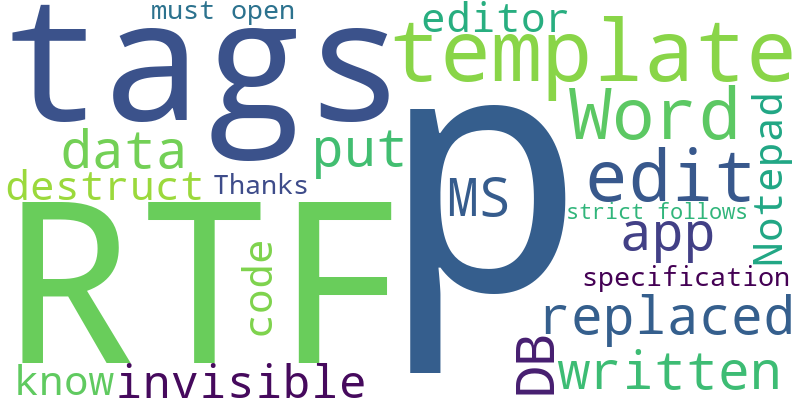 must open
editor
tags
template
Word
Notepad
data
put
p
MS
edit
destruct
Thanks
strict follows
RTF
code
app
specification
replaced
DB
written
know
invisible